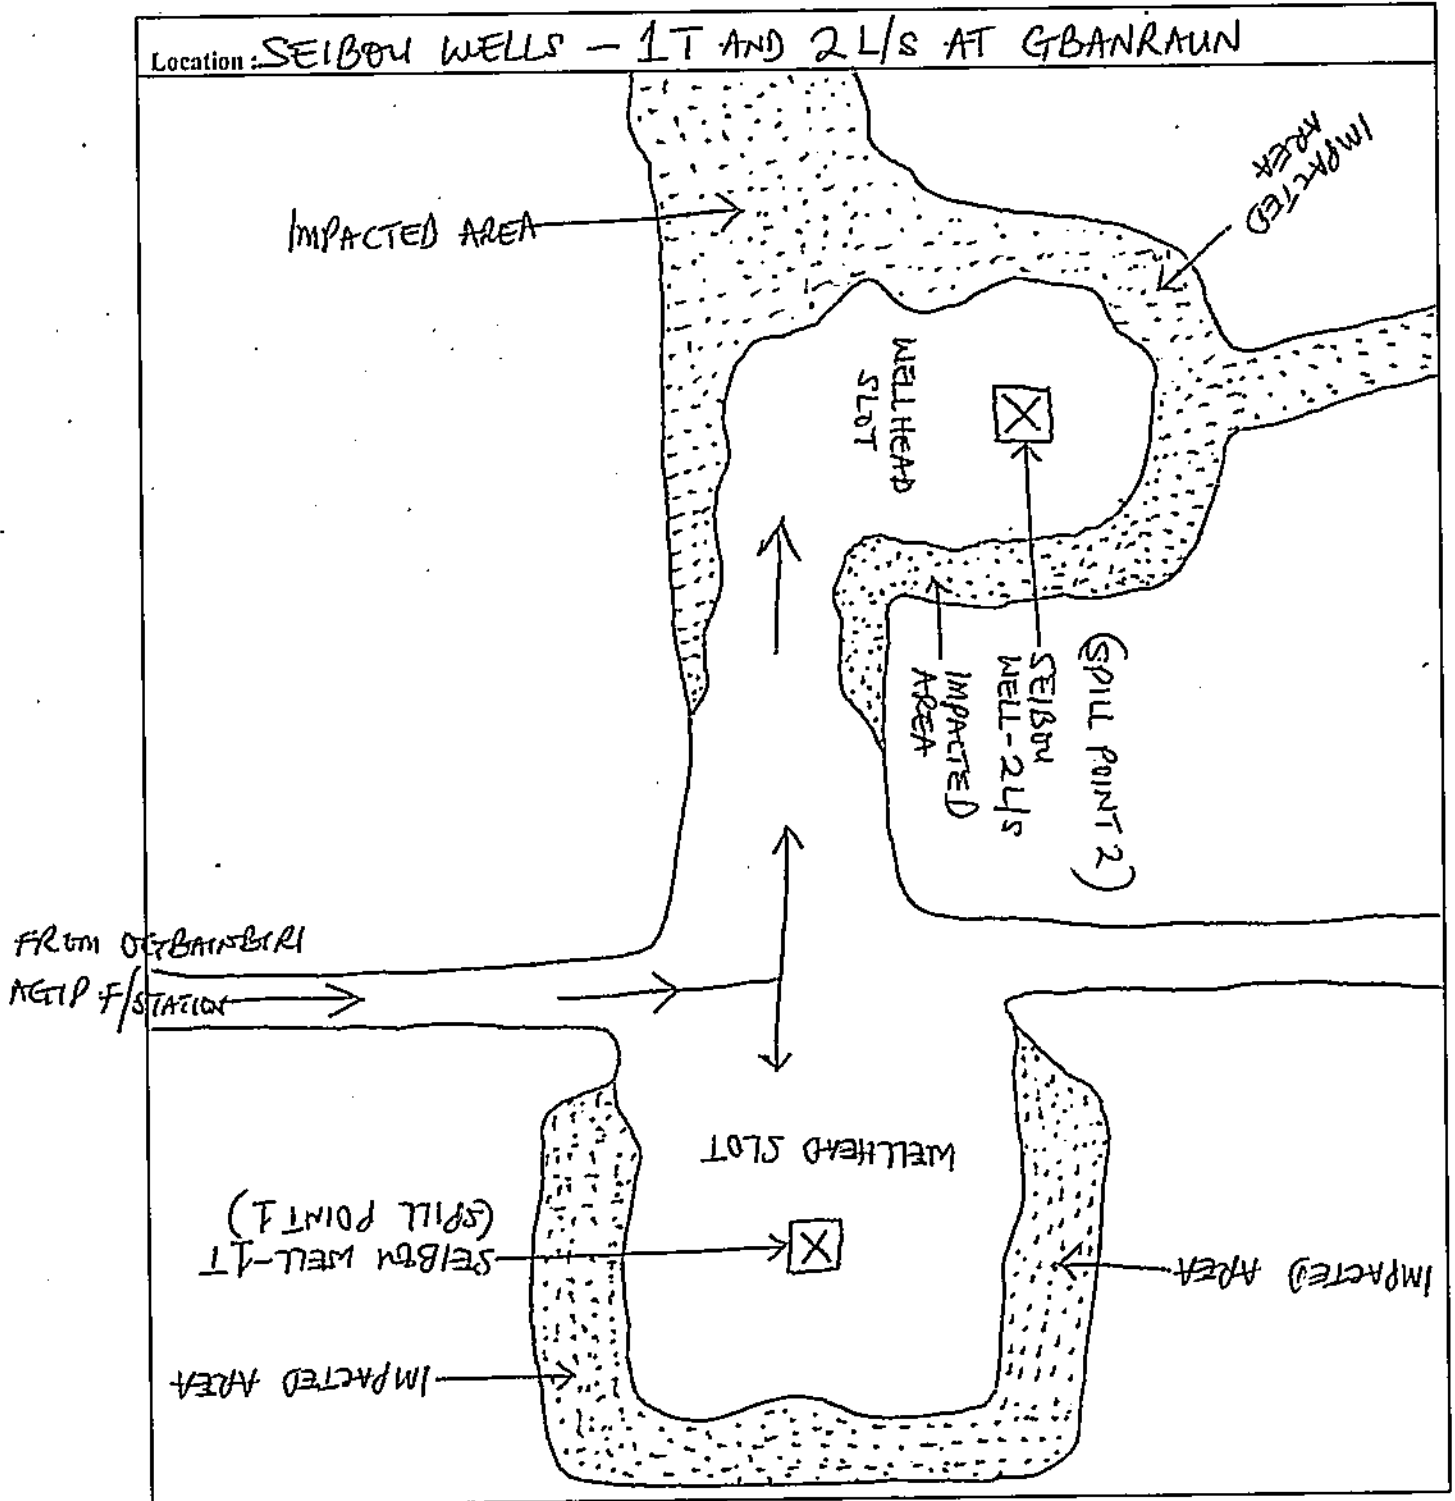 Location: SEIBOU WELLS - 1T AND 2L/S AT GBANRAUN
IMPACTED
AREA
IMPACTED AREA
WELLHEAD
SLOT
(SPILL POINT 2)
SEIBOU
WELL-2L/S
IMPACTED
AREA
FROM OGBAINBIRI
AGIP F/STATION
WELLHEAD SLOT
SEIBOU WELL-1T
(SPILL POINT 1)
IMPACTED AREA
IMPACTED AREA